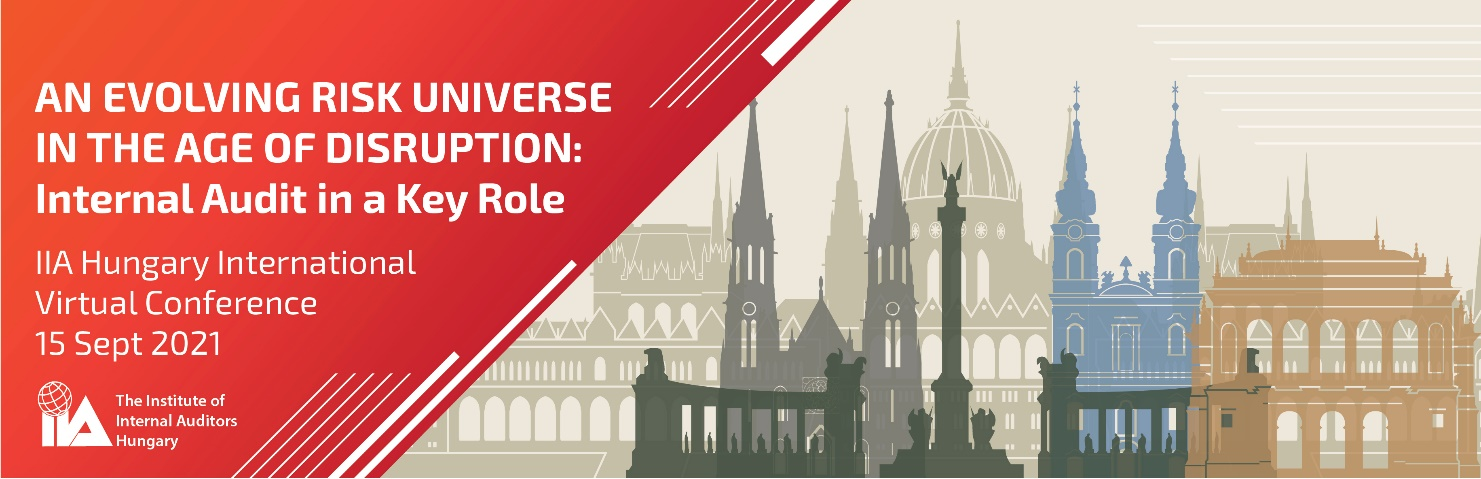 AN EVOLVING RISK UNIVERSE
IN THE AGE OF DISRUPTION:
Internal Audit in a Key Role
IIA Hungary International
Virtual Conference
15 Sept 2021
IIA
The Institute of
Internal Auditors
Hungary